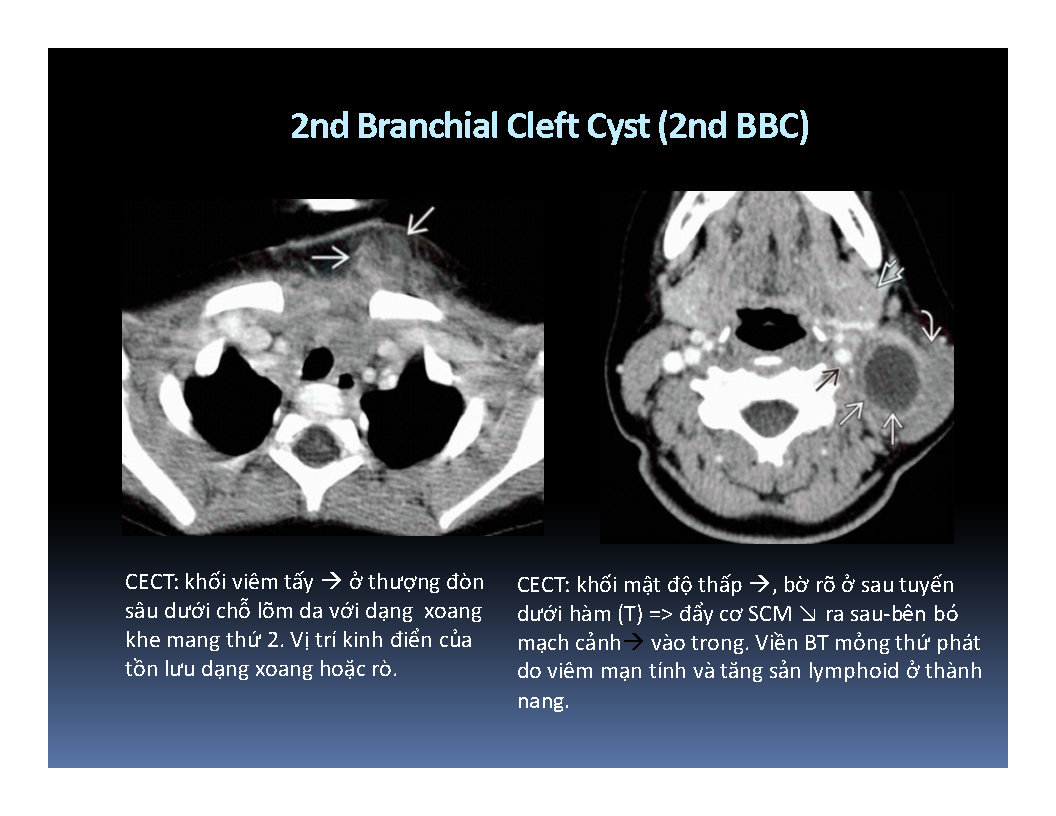 2nd Branchial Cleft Cyst (2nd BBC)
CECT: khối viêm tấy → ở thượng đòn
sâu dưới chỗ lõm da với dạng xoang
khe mang thứ 2. Vị trí kinh điển của
tồn lưu dạng xoang hoặc rò.
CECT: khối mật độ thấp →, bờ rõ ở sau tuyến
dưới hàm (T) => đẩy cơ SCM ↘ ra sau-bên bó
mạch cảnh→ vào trong. Viền BT mỏng thứ phát
do viêm mạn tính và tăng sản lymphoid ở thành
nang.